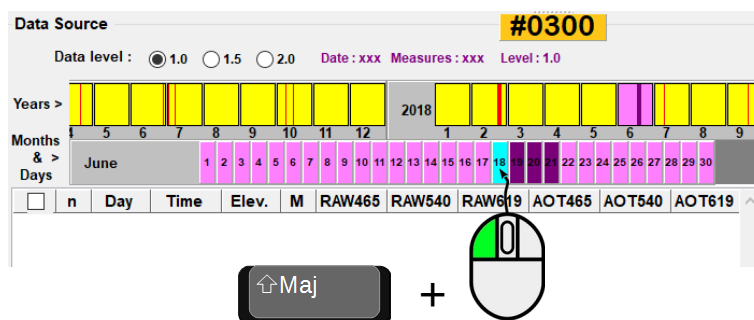 Data Source
#0300
Data level : 1.0 1.5 2.0 Date : xxx Measures : xxx Level : 1.0
Years > 2018
4 5 6 7 8 9 10 11 12 1 2 3 4 5 6 7 8 9
Months
& >
Days
June 1 2 3 4 5 6 7 8 9 10 11 12 13 14 15 16 17 18 19 20 21 22 23 24 25 26 27 28 29 30
n Day Time Elev. M RAW465 RAW540 RAW619 AOT465 AOT540 AOT619
⇧Maj +